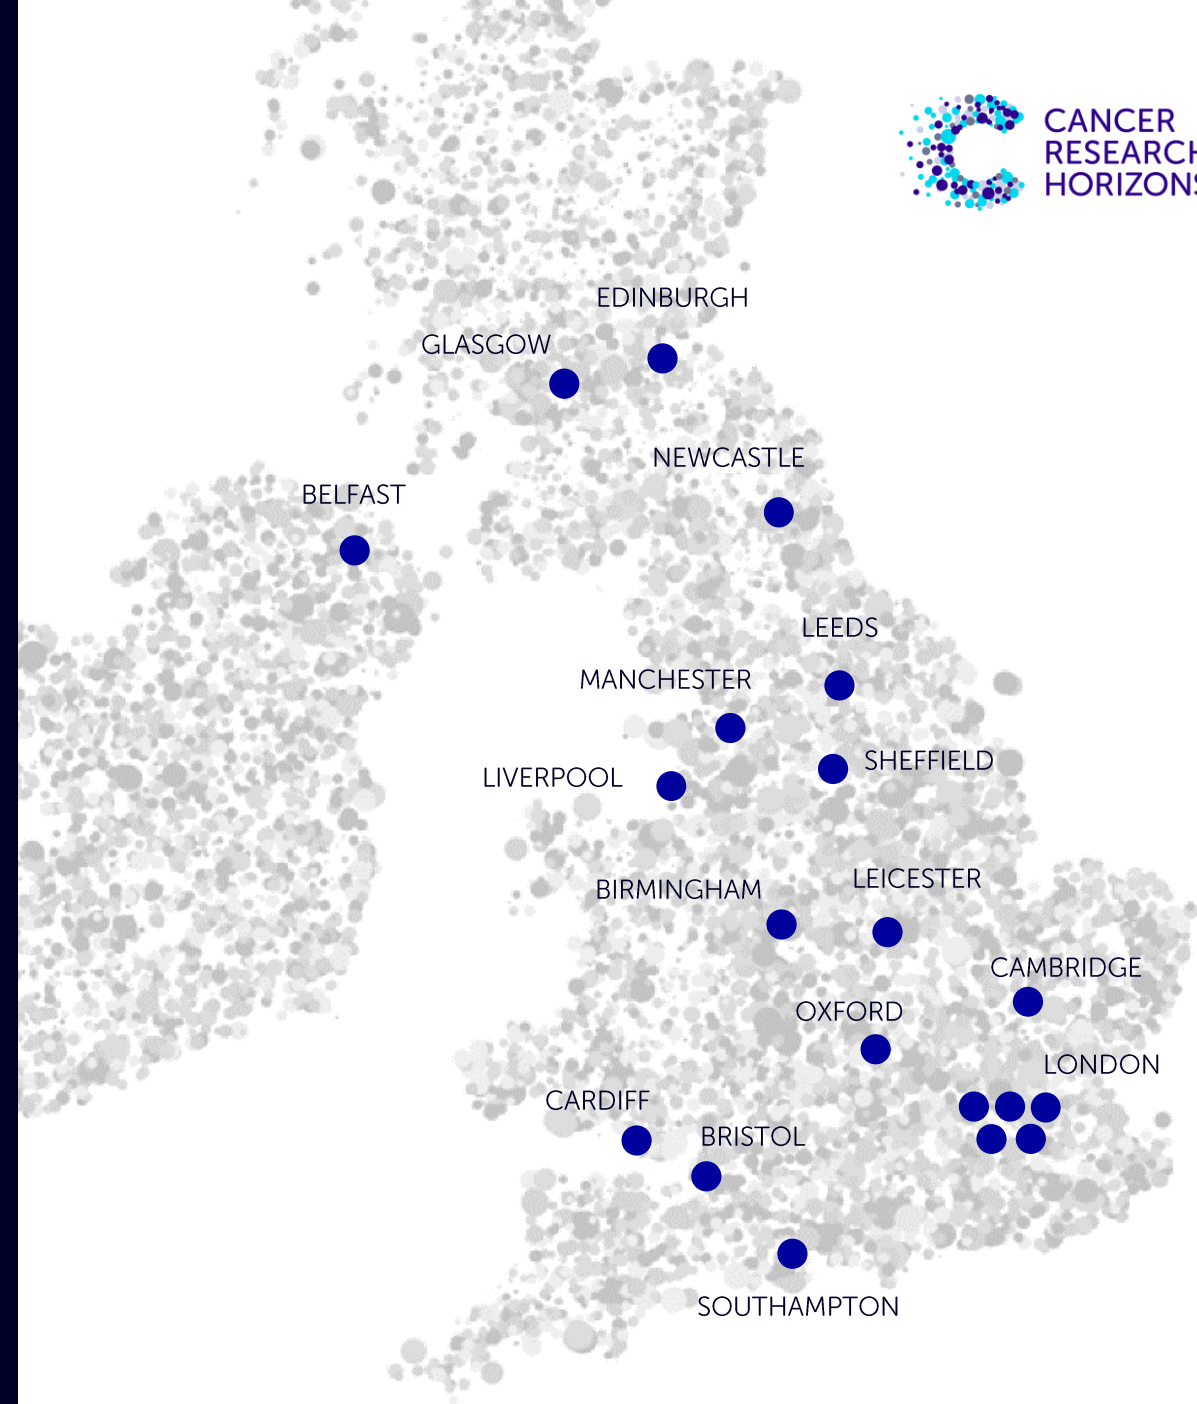 CANCER
RESEARCH
HORIZONS
EDINBURGH
GLASGOW
NEWCASTLE
BELFAST
LEEDS
MANCHESTER
SHEFFIELD
LIVERPOOL
LEICESTER
BIRMINGHAM
CAMBRIDGE
OXFORD
LONDON
CARDIFF
BRISTOL
SOUTHAMPTON